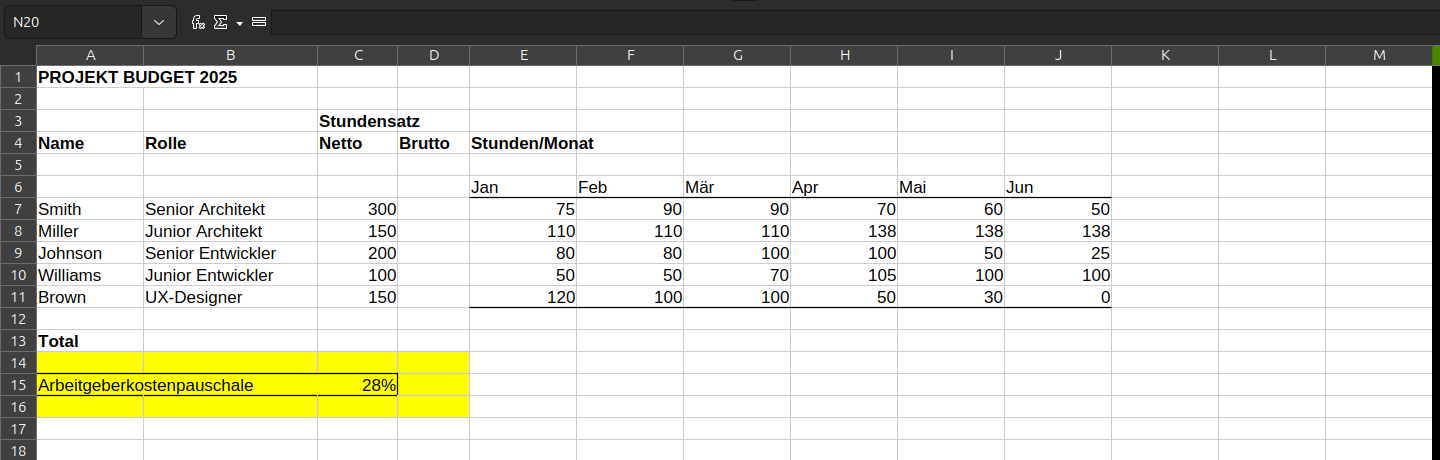 N20
A B C D E F G H I J K L M
1 PROJEKT BUDGET 2025
2
3 Stundensatz
4 Name Rolle Netto Brutto Stunden/Monat
5
6 Jan Feb Mär Apr Mai Jun
7 Smith Senior Architekt 300 75 90 90 70 60 50
8 Miller Junior Architekt 150 110 110 110 138 138 138
9 Johnson Senior Entwickler 200 80 80 100 100 50 25
10 Williams Junior Entwickler 100 50 50 70 105 100 100
11 Brown UX-Designer 150 120 100 100 50 30 0
12
13 Total
14
15 Arbeitgeberkostenpauschale 28%
16
17
18